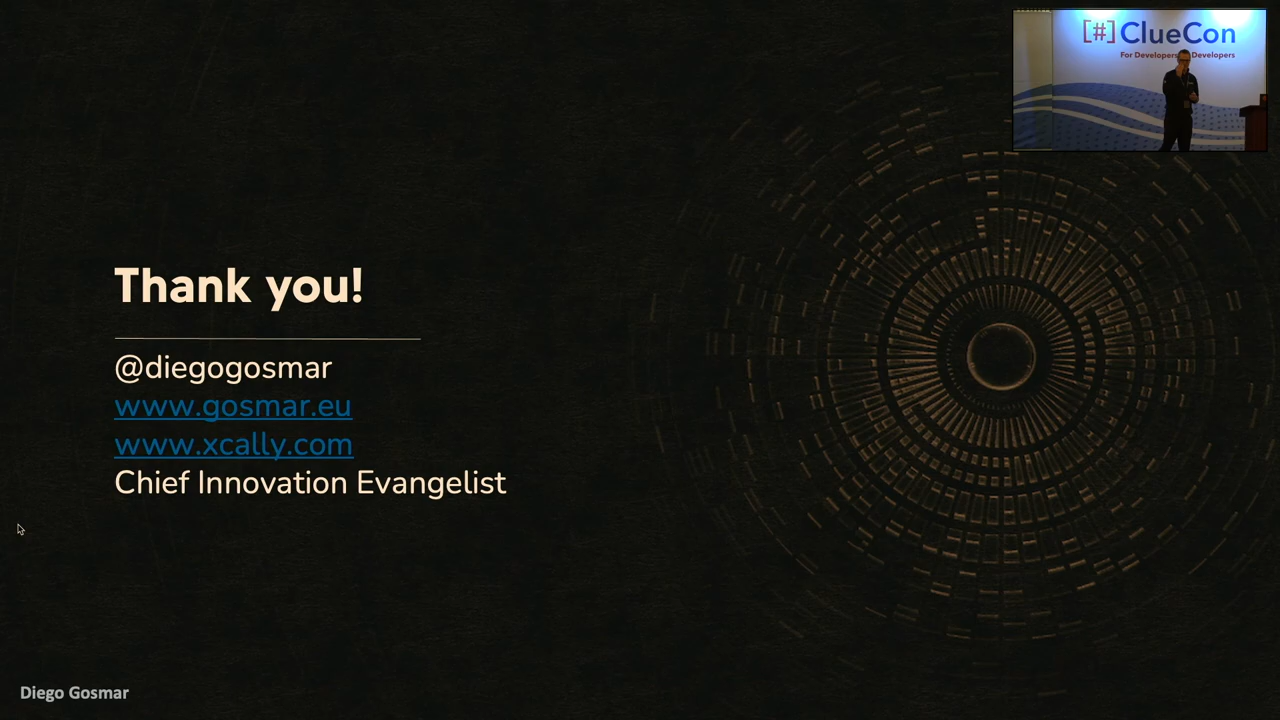 [#] ClueCon
For Developers Developers
Thank you!
@diegogosmar
www.gosmar.eu
www.xcally.com
Chief Innovation Evangelist
Diego Gosmar